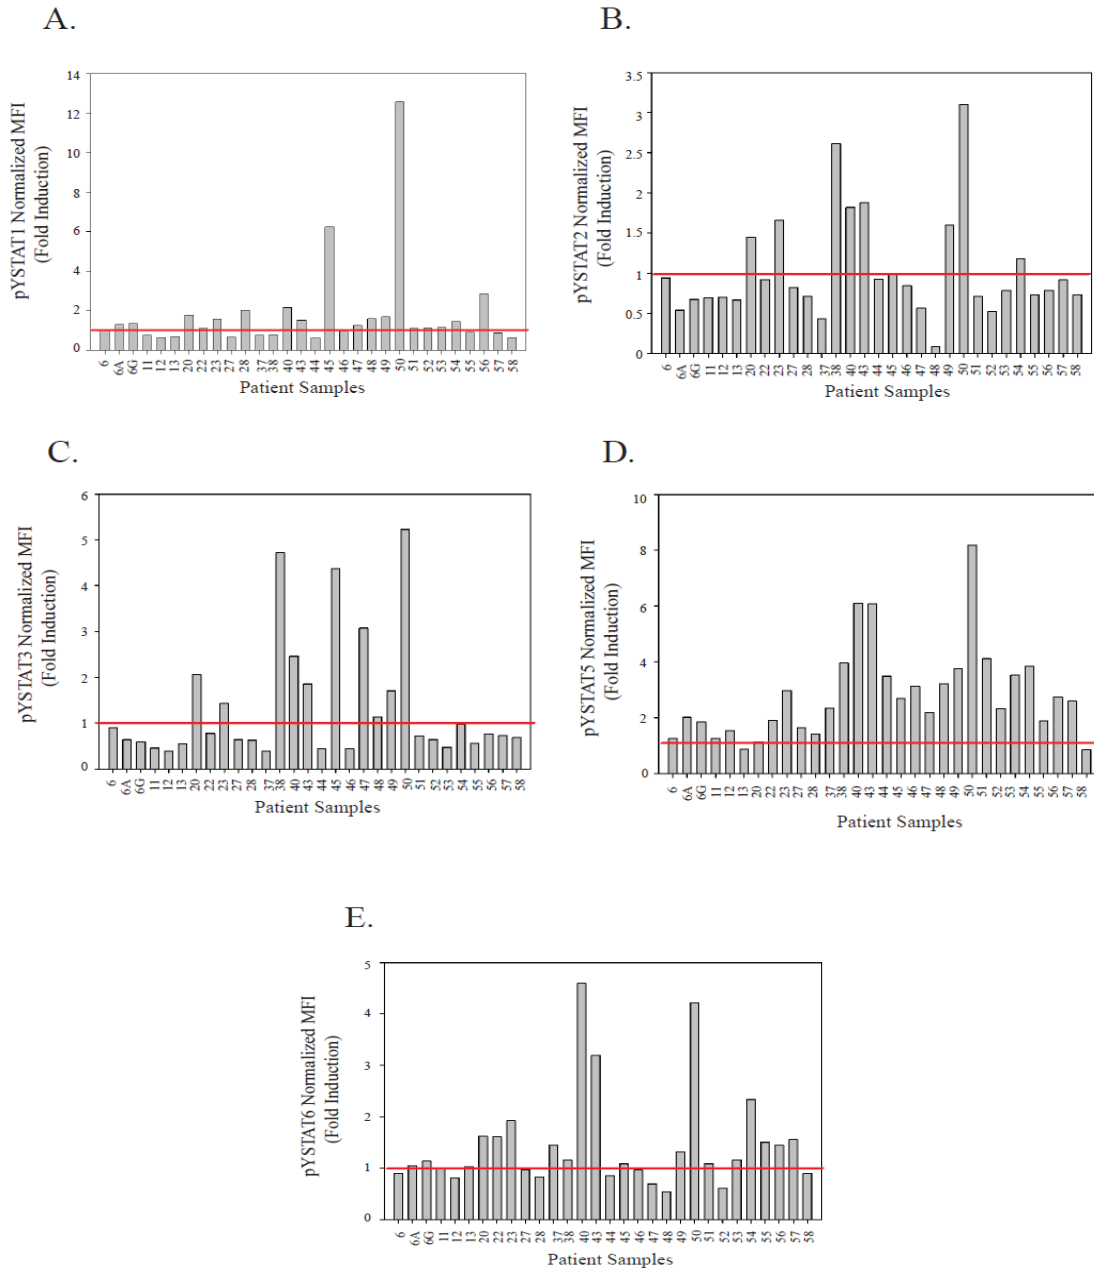 A.
pYSTAT1 Normalized MFI
(Fold Induction)
14
12
10
8
6
4
2
0
6 6A 6G 11 12 13 20 22 23 27 28 37 38 40 43 44 45 46 47 48 49 50 51 52 53 54 55 56 57 58
Patient Samples
B.
pYSTAT2 Normalized MFI
(Fold Induction)
3.5
3
2.5
2
1.5
1
0.5
0
6 6A 6G 11 12 13 20 22 23 27 28 37 38 40 43 44 45 46 47 48 49 50 51 52 53 54 55 56 57 58
Patient Samples
C.
pYSTAT3 Normalized MFI
(Fold Induction)
6
5
4
3
2
1
0
6 6A 6G 11 12 13 20 22 23 27 28 37 38 40 43 44 45 46 47 48 49 50 51 52 53 54 55 56 57 58
Patient Samples
D.
pYSTAT5 Normalized MFI
(Fold Induction)
10
8
6
4
2
0
6 6A 6G 11 12 13 20 22 23 27 28 37 38 40 43 44 45 46 47 48 49 50 51 52 53 54 55 56 57 58
Patient Samples
E.
pYSTAT6 Normalized MFI
(Fold Induction)
5
4
3
2
1
0
6 6A 6G 11 12 13 20 22 23 27 28 37 38 40 43 44 45 46 47 48 49 50 51 52 53 54 55 56 57 58
Patient Samples